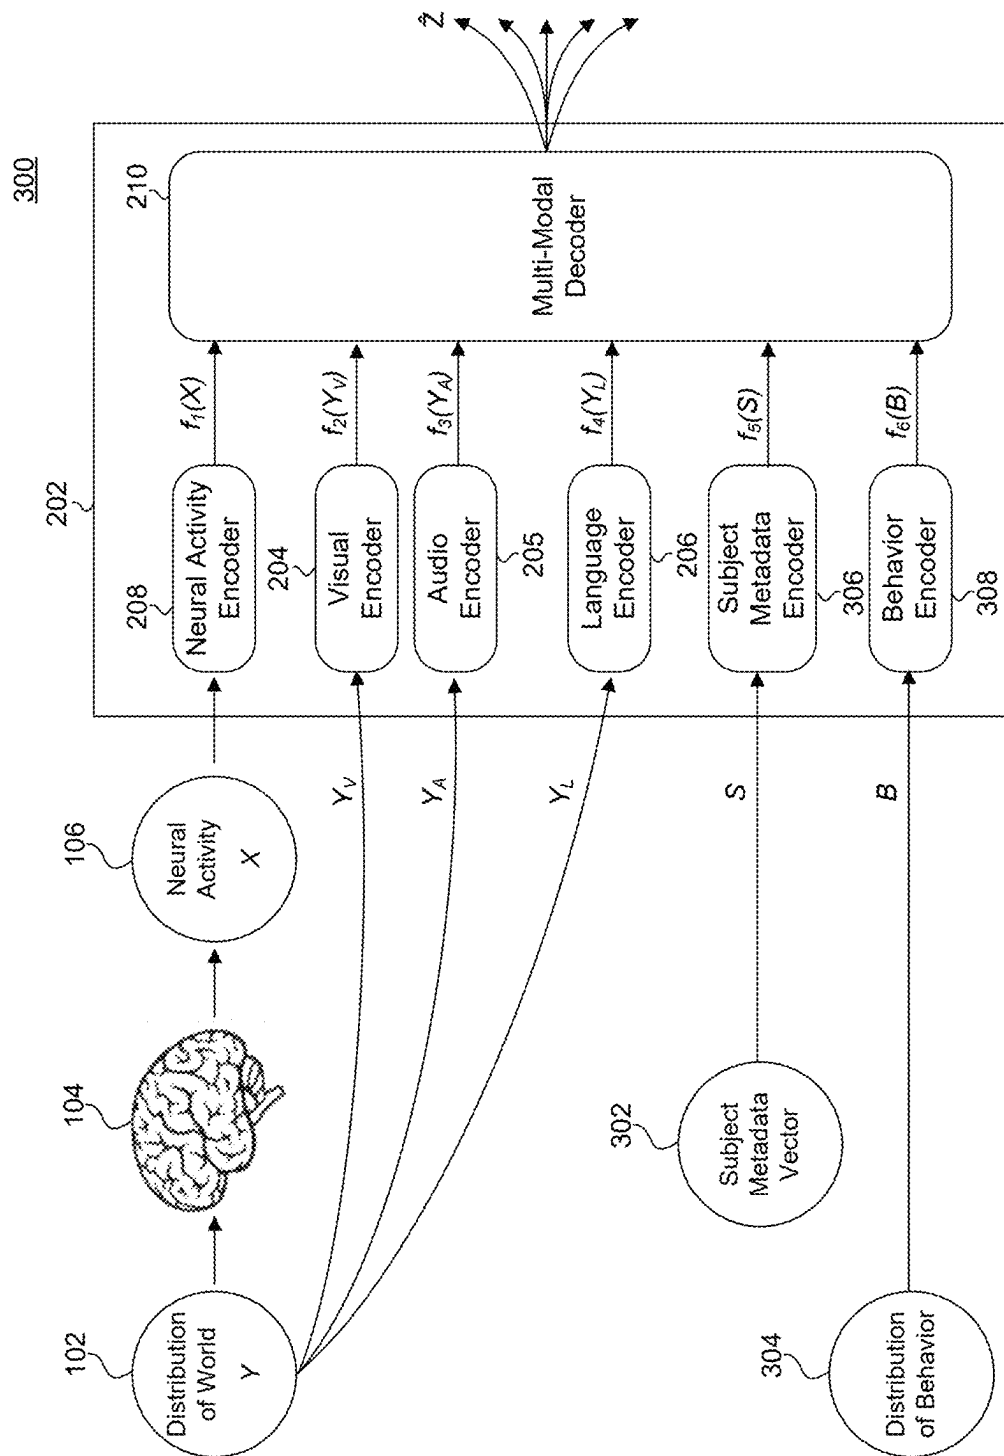 300
102
Distribution
of World
Y
104
106
Neural
Activity
X
202
208
Neural Activity
Encoder
f1(X)
210
Multi-Modal
Decoder
Ẑ
YV
204
Visual
Encoder
f2(YV)
YA
Audio
Encoder
205
f3(YA)
YL
Language
Encoder
206
f4(YL)
302
Subject
Metadata
Vector
S
Subject
Metadata
Encoder
306
f5(S)
304
Distribution
of Behavior
B
Behavior
Encoder
308
f6(B)